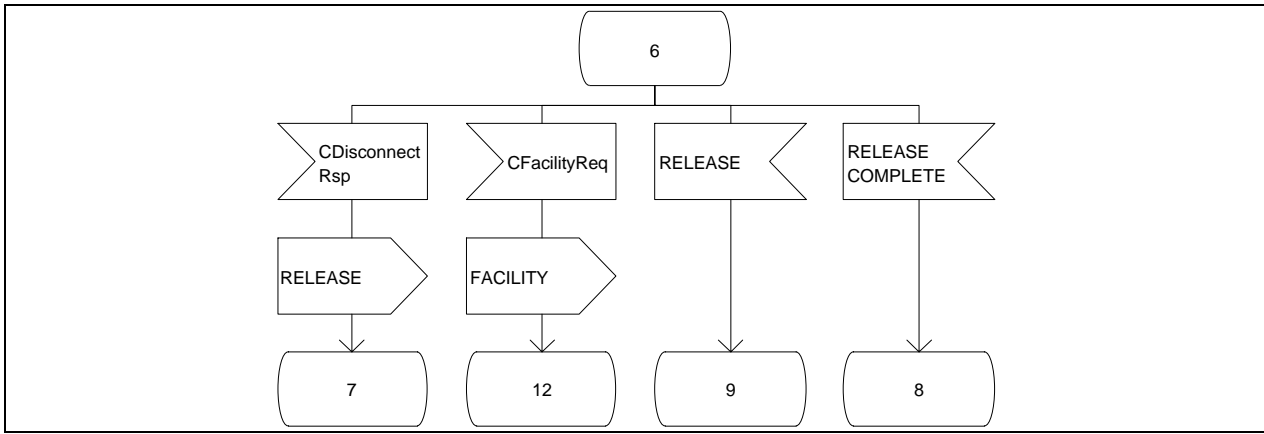 6
CDisconnect
Rsp
CFacilityReq
RELEASE
RELEASE
COMPLETE
RELEASE
FACILITY
7
12
9
8